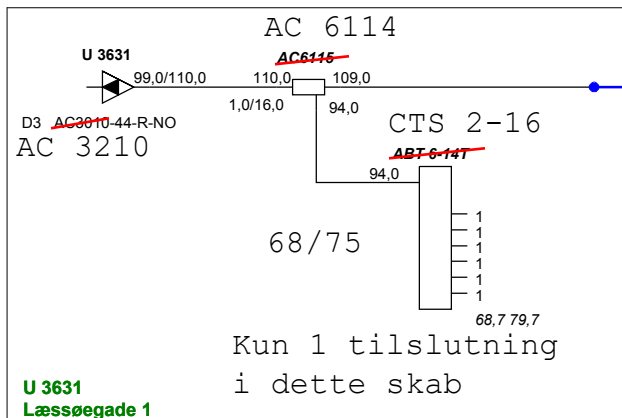 AC 6114
AC6115
U 3631
99,0/110,0
110,0
109,0
1,0/16,0
94,0
D3 AC3010-44-R-NO
AC 3210
CTS 2-16
ABT 6-14T
94,0
1
1
1
1
1
1
68/75
68,7 79,7
Kun 1 tilslutning
i dette skab
U 3631
Læssøegade 1